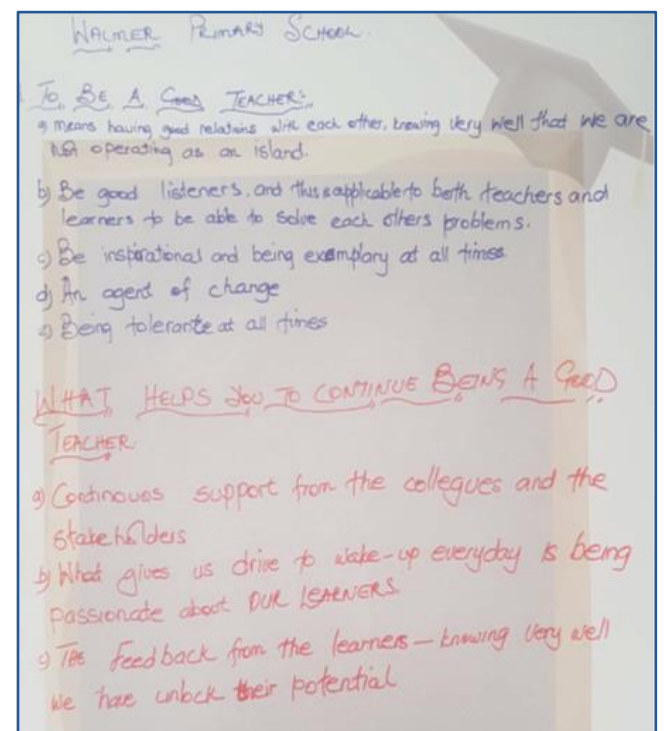 WALMER PRIMARY SCHOOL.
TO BE A GOOD TEACHER:
a) means having good relations with each other, knowing very well that we are
not operating as an island.
b) Be good listeners, and this is applicable to both teachers and
learners to be able to solve each others problems.
c) Be inspirational and being examplary at all times
d) An agent of change
e) Being tolerante at all times
WHAT HELPS YOU TO CONTINUE BEING A GOOD
TEACHER
a) Continoues support from the collegues and the
stakeholders
b) What gives us drive to wake-up everyday is being
passionate about OUR LEARNERS
c) The feedback from the learners – knowing very well
we have unlock their potential